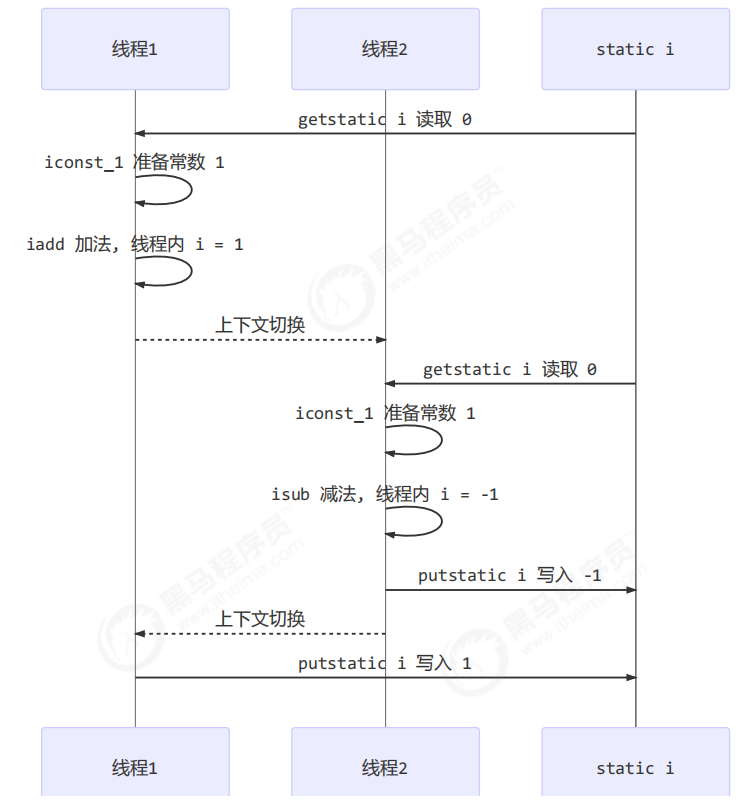 线程1
线程2
static i
getstatic i 读取 0
iconst_1 准备常数 1
iadd 加法, 线程内 i = 1
上下文切换
getstatic i 读取 0
iconst_1 准备常数 1
isub 减法, 线程内 i = -1
putstatic i 写入 -1
上下文切换
putstatic i 写入 1
线程1
线程2
static i
黑马程序员
www.itheima.com
黑马程序员
www.itheima.com
黑马程序员
www.itheima.com